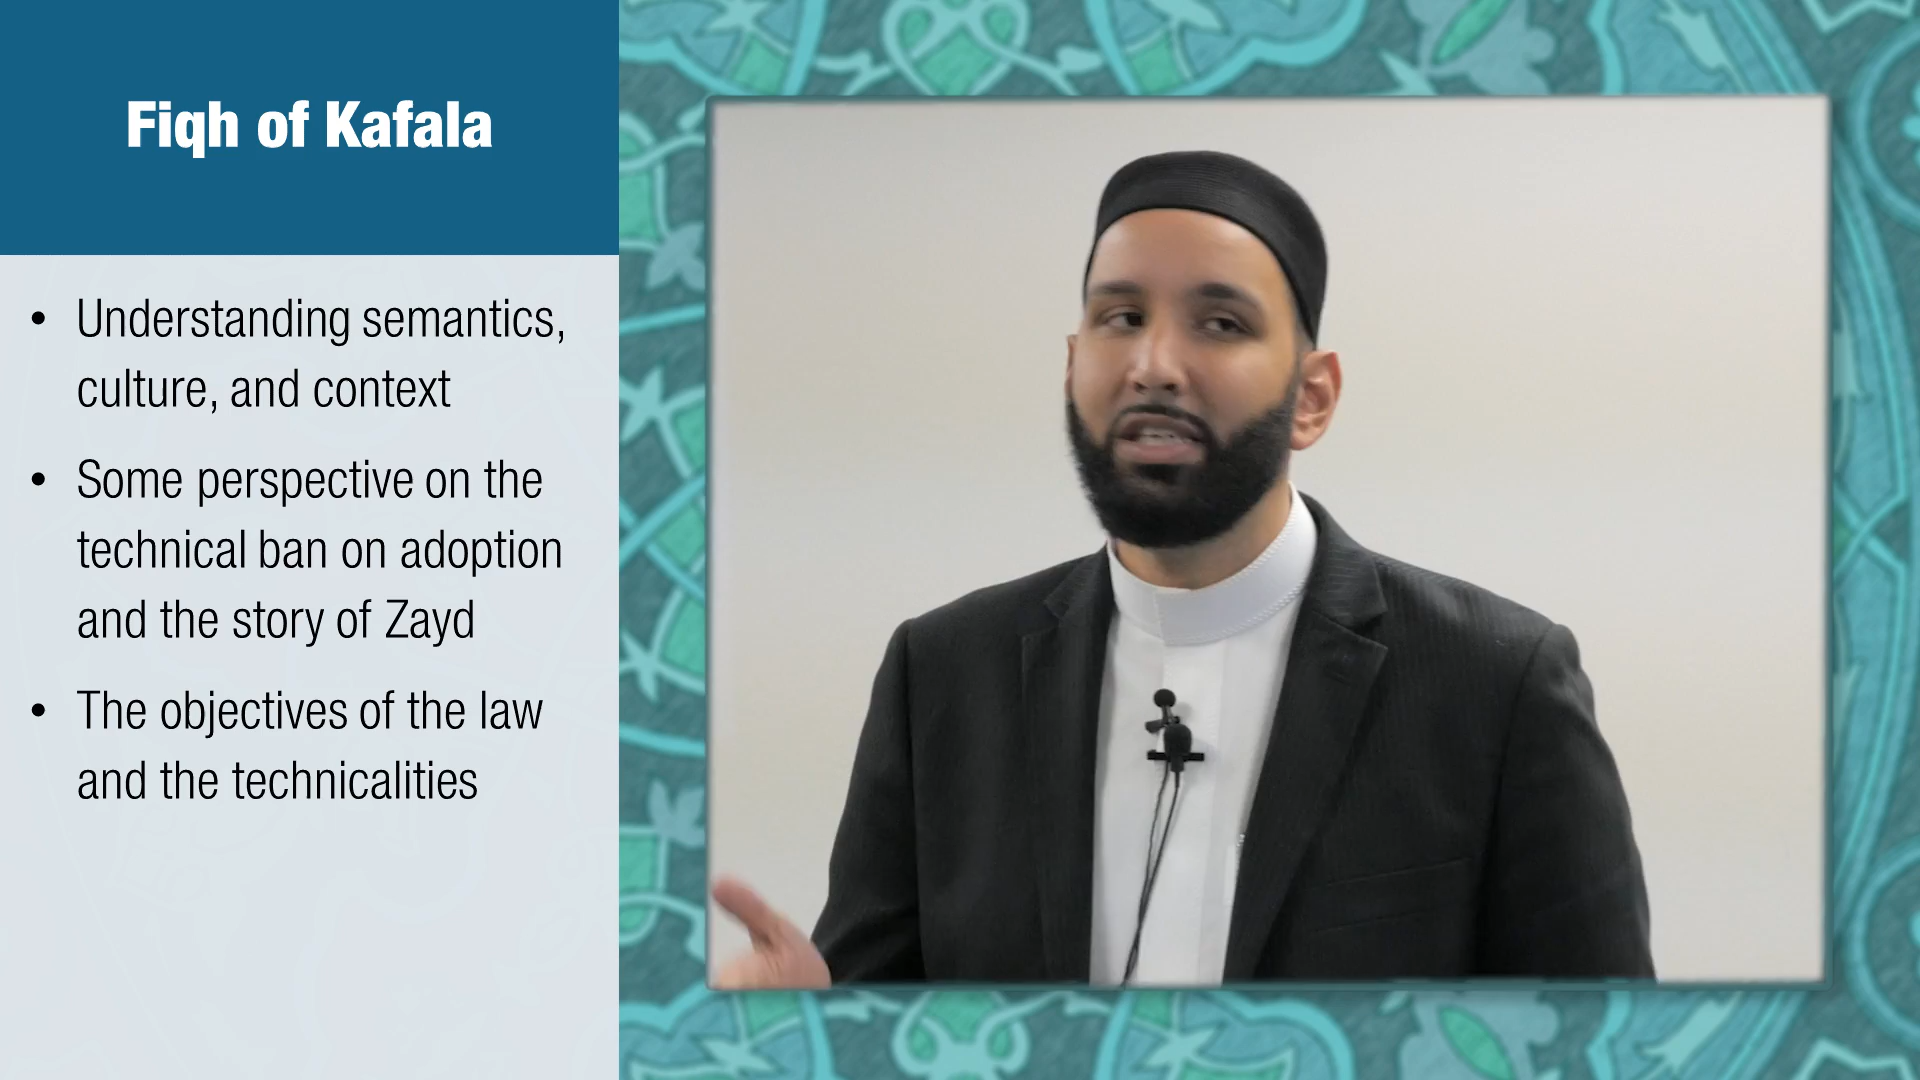 Fiqh of Kafala
• Understanding semantics,
culture, and context
• Some perspective on the
technical ban on adoption
and the story of Zayd
• The objectives of the law
and the technicalities